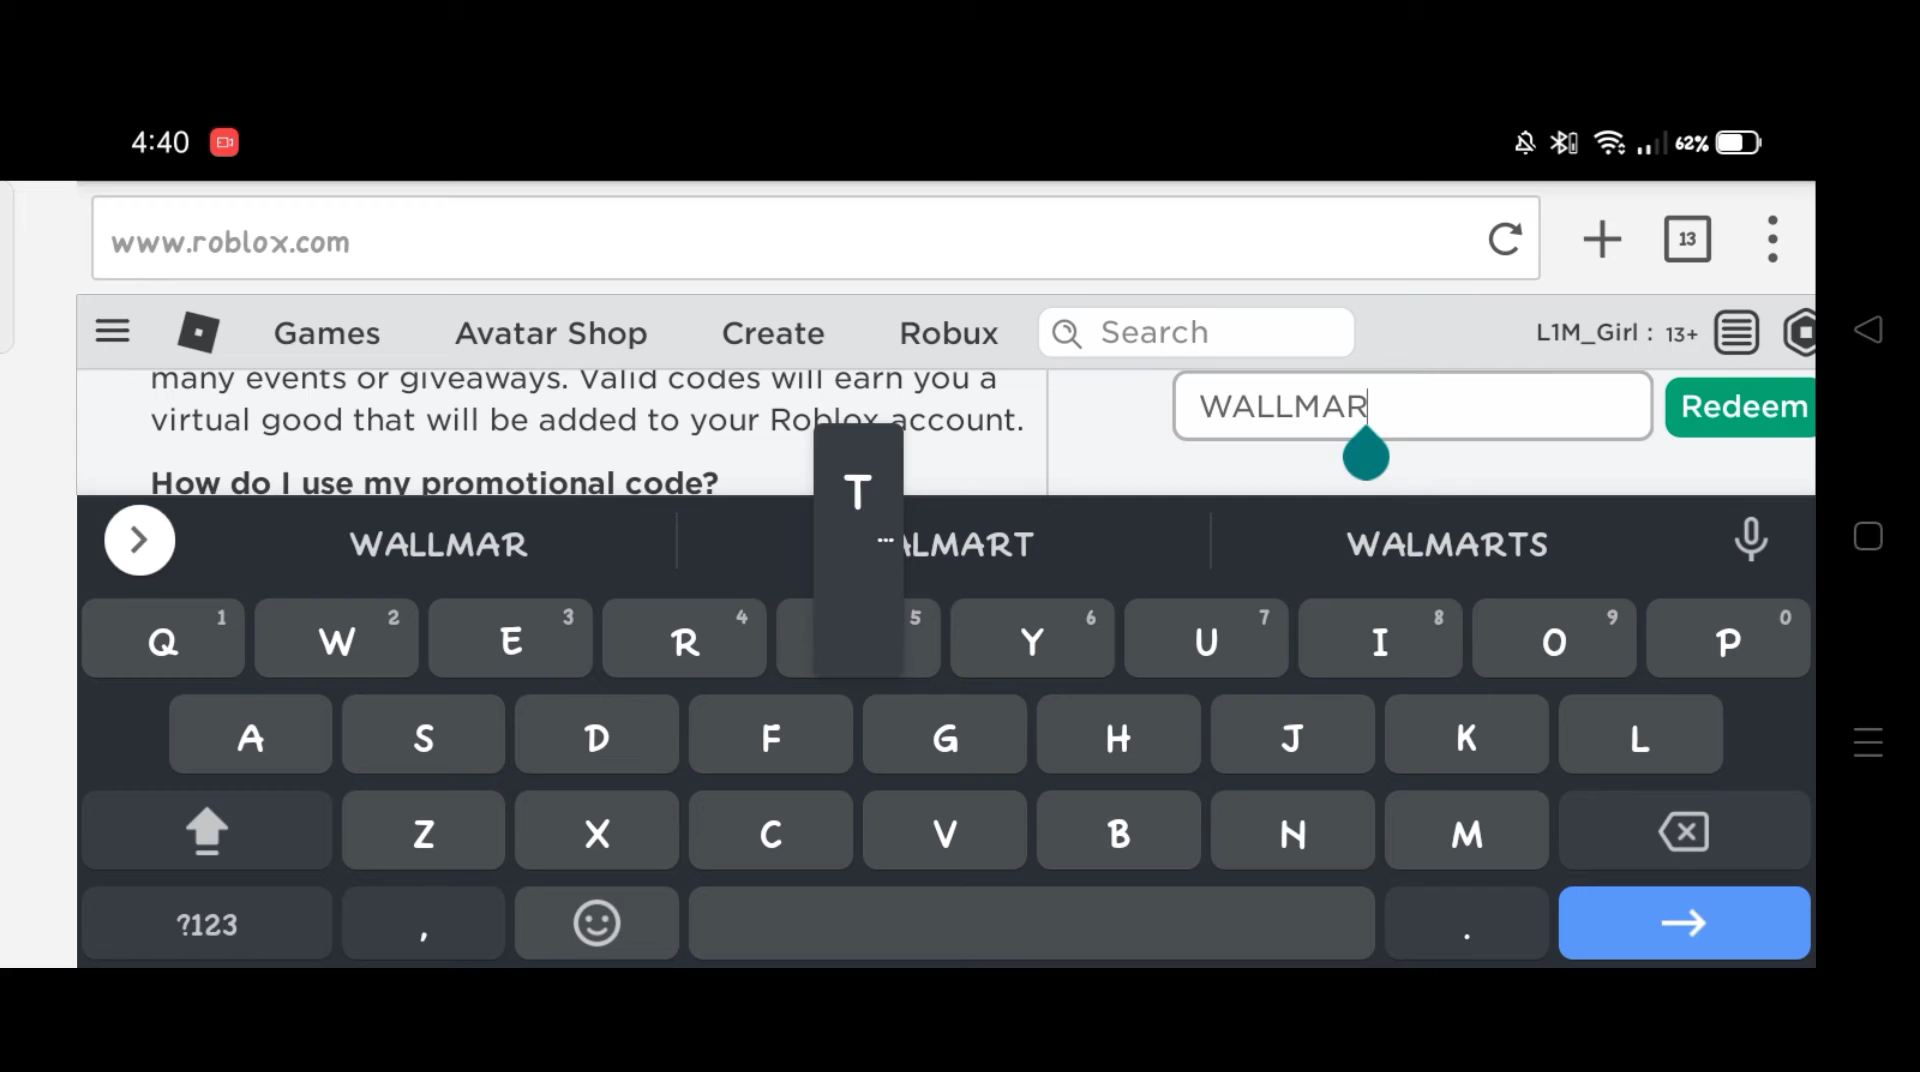 4:40
62%
www.roblox.com
13
Games Avatar Shop Create Robux Search L1M_Girl : 13+
many events or giveaways. Valid codes will earn you a
virtual good that will be added to your Roblox account.
How do I use my promotional code?
WALLMAR
Redeem
T
...
WALLMAR ALMART WALMARTS
Q 1 W 2 E 3 R 4 5 Y 6 U 7 I 8 O 9 P 0
A S D F G H J K L
Z X C V B N M
?123 , .